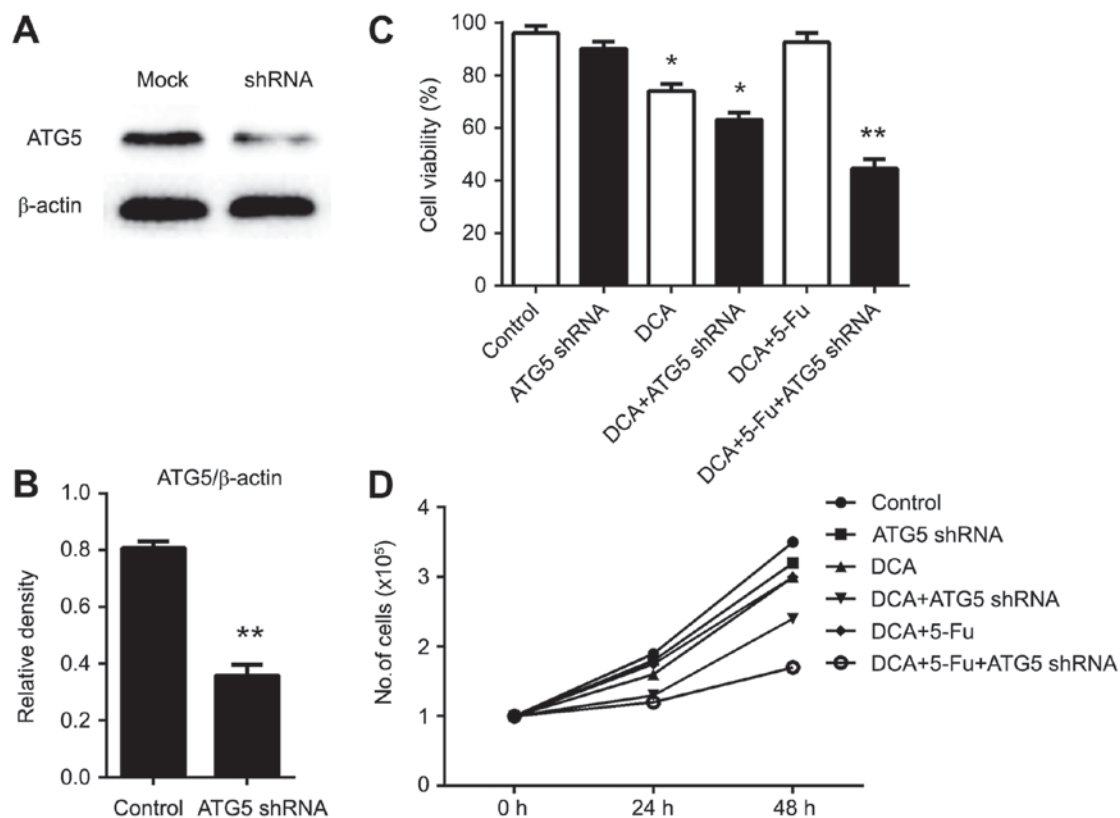 A
Mock shRNA
ATG5
β-actin
B
ATG5/β-actin
Relative density
1.0
0.8
0.6
0.4
0.2
0.0
**
Control ATG5 shRNA
C
Cell viability (%)
100
80
60
40
20
0
*
*
**
Control
ATG5 shRNA
DCA
DCA+ATG5 shRNA
DCA+5-Fu
DCA+5-Fu+ATG5 shRNA
D
No.of cells (x10⁵)
4
3
2
1
0
0 h 24 h 48 h
Control
ATG5 shRNA
DCA
DCA+ATG5 shRNA
DCA+5-Fu
DCA+5-Fu+ATG5 shRNA